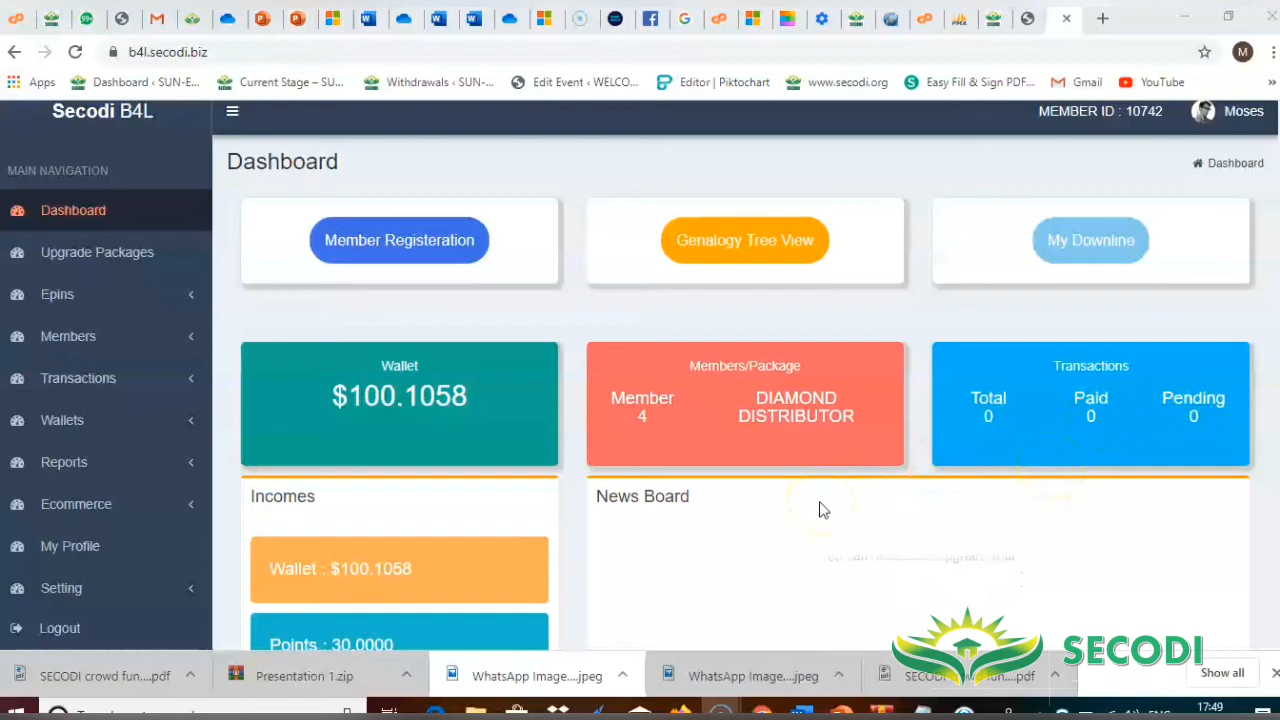 b4l.secodi.biz
M
Apps
Dashboard ‹ SUN-E...
Current Stage – SU...
Withdrawals ‹ SUN-...
Edit Event ‹ WELCO...
Editor | Piktochart
www.secodi.org
Easy Fill & Sign PDF...
Gmail
YouTube
»
Secodi B4L
MEMBER ID : 10742
Moses
MAIN NAVIGATION
Dashboard
Dashboard
Dashboard
Upgrade Packages
Epins
Members
Transactions
Wallets
Reports
Ecommerce
My Profile
Setting
Logout
Member Registeration
Genalogy Tree View
My Downline
Wallet
$100.1058
Members/Package
Member
4
DIAMOND
DISTRIBUTOR
Transactions
Total
0
Paid
0
Pending
0
Incomes
Wallet : $100.1058
Points : 30.0000
News Board
SECODI
SECODI crowd fun....pdf
Presentation 1.zip
WhatsApp Image....jpeg
WhatsApp Image....jpeg
Show all
ENG
17:49